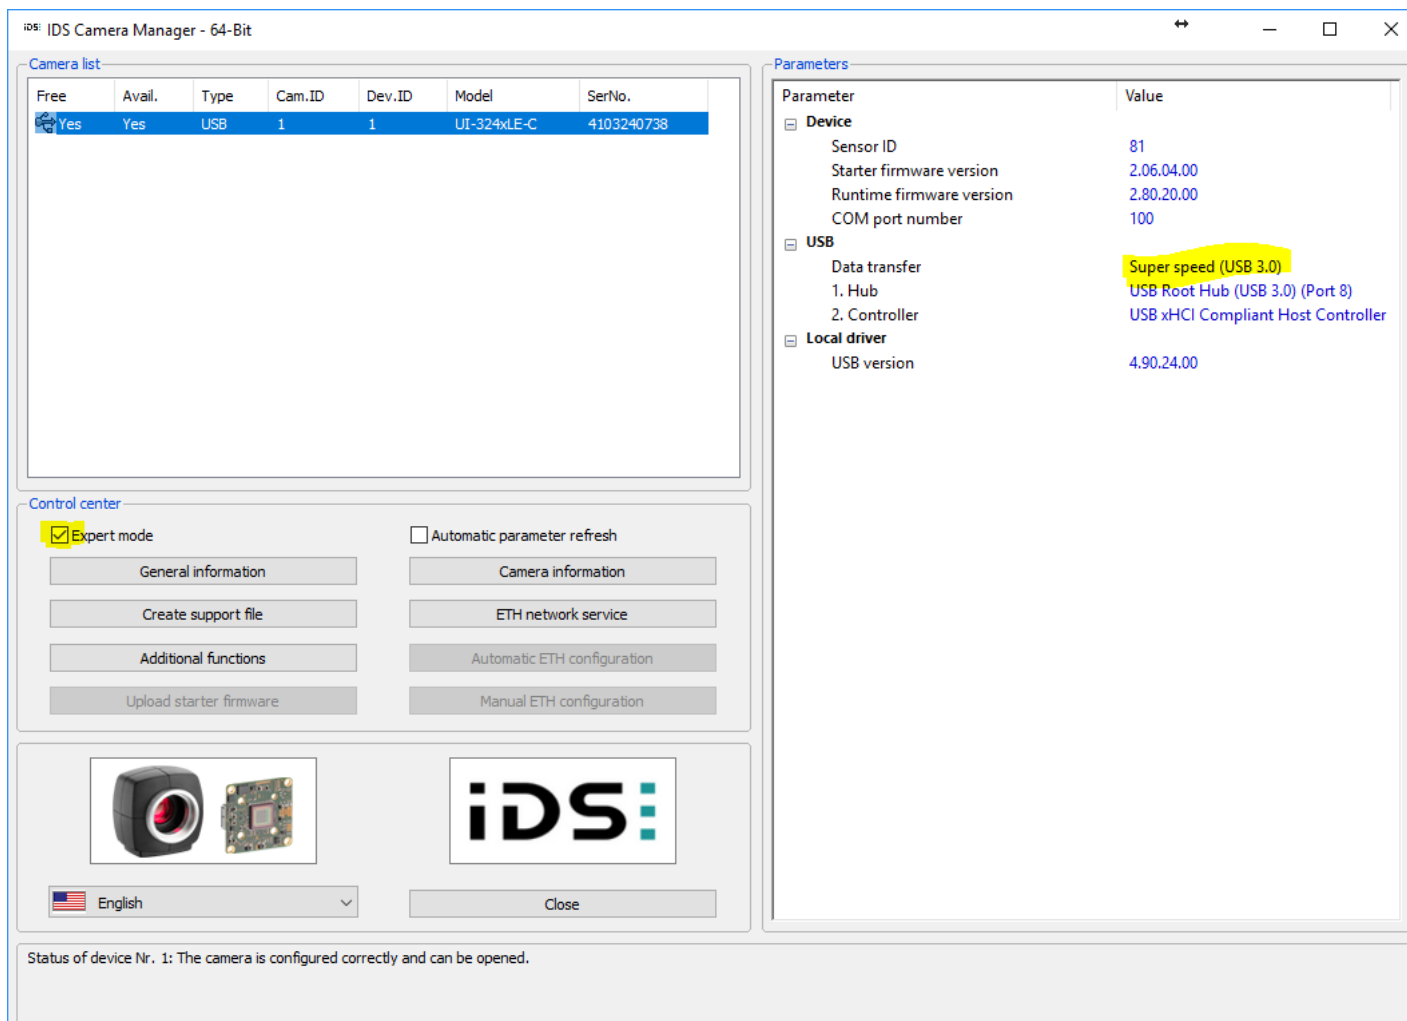 IDS: IDS Camera Manager - 64-Bit
Camera list
Free Avail. Type Cam.ID Dev.ID Model SerNo.
Yes Yes USB 1 1 UI-324xLE-C 4103240738
Control center
Expert mode Automatic parameter refresh
General information Camera information
Create support file ETH network service
Additional functions Automatic ETH configuration
Upload starter firmware Manual ETH configuration
iDS
English Close
Parameters
Parameter Value
Device
Sensor ID 81
Starter firmware version 2.06.04.00
Runtime firmware version 2.80.20.00
COM port number 100
USB
Data transfer Super speed (USB 3.0)
1. Hub USB Root Hub (USB 3.0) (Port 8)
2. Controller USB xHCI Compliant Host Controller
Local driver
USB version 4.90.24.00
Status of device Nr. 1: The camera is configured correctly and can be opened.